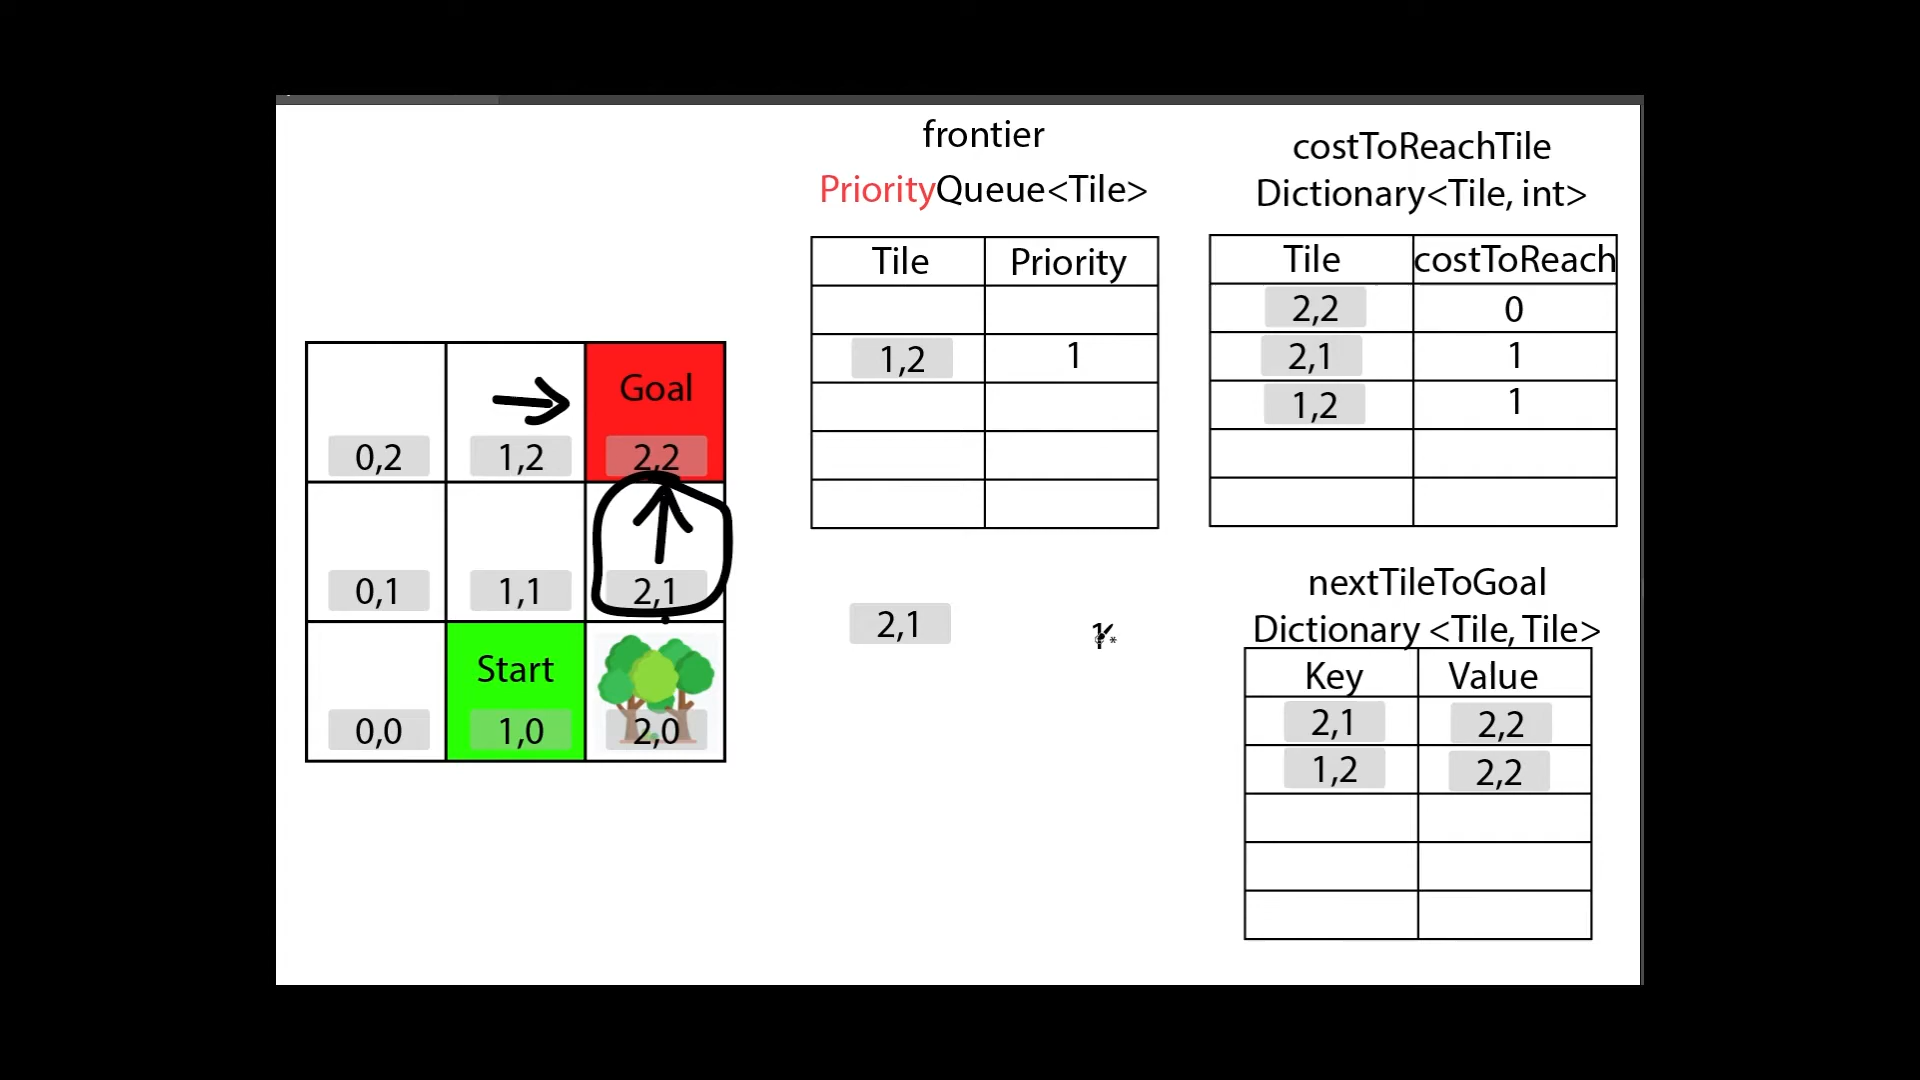 frontier
PriorityQueue<Tile>
Tile Priority
1,2 1
costToReachTile
Dictionary<Tile, int>
Tile costToReach
2,2 0
2,1 1
1,2 1
Goal
0,2 1,2 2,2
0,1 1,1 2,1
Start
0,0 1,0 2,0
2,1 1
nextTileToGoal
Dictionary <Tile, Tile>
Key Value
2,1 2,2
1,2 2,2